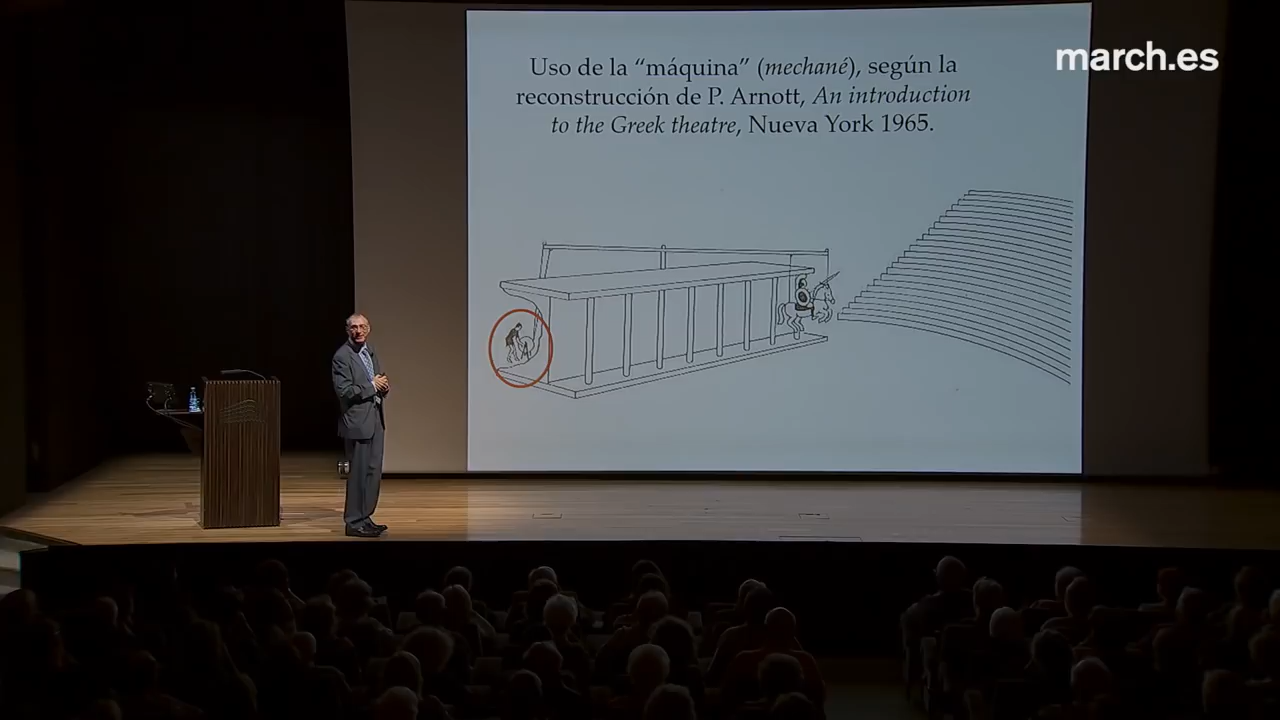 Uso de la “máquina” (mechané), según la
reconstrucción de P. Arnott, An introduction
to the Greek theatre, Nueva York 1965.
march.es